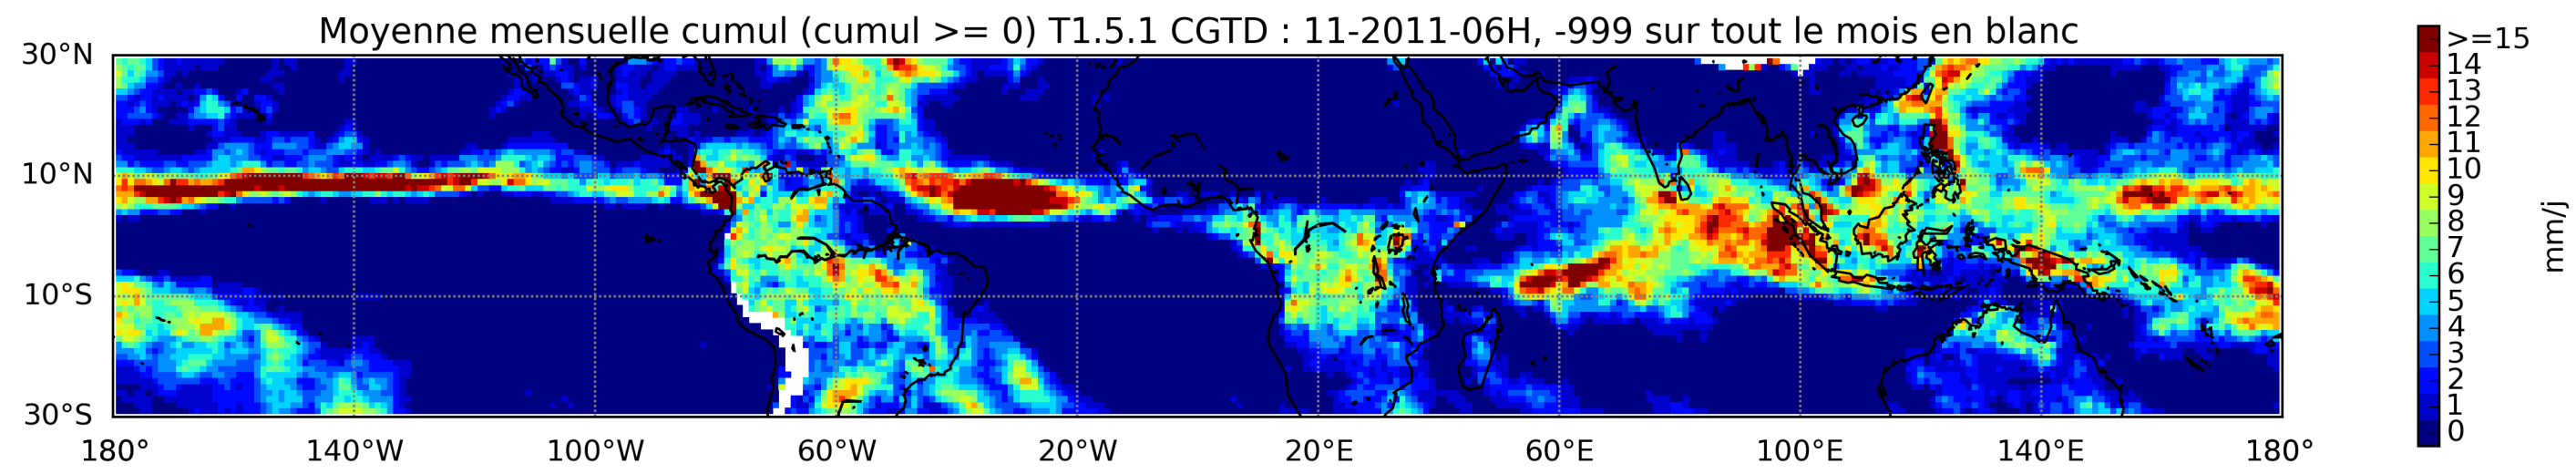 Moyenne mensuelle cumul (cumul >= 0) T1.5.1 CGTD : 11-2011-06H, -999 sur tout le mois en blanc
30°N
10°N
10°S
30°S
180°
140°W
100°W
60°W
20°W
20°E
60°E
100°E
140°E
180°
>=15
14
13
12
11
10
9
8
7
6
5
4
3
2
1
0
mm/j